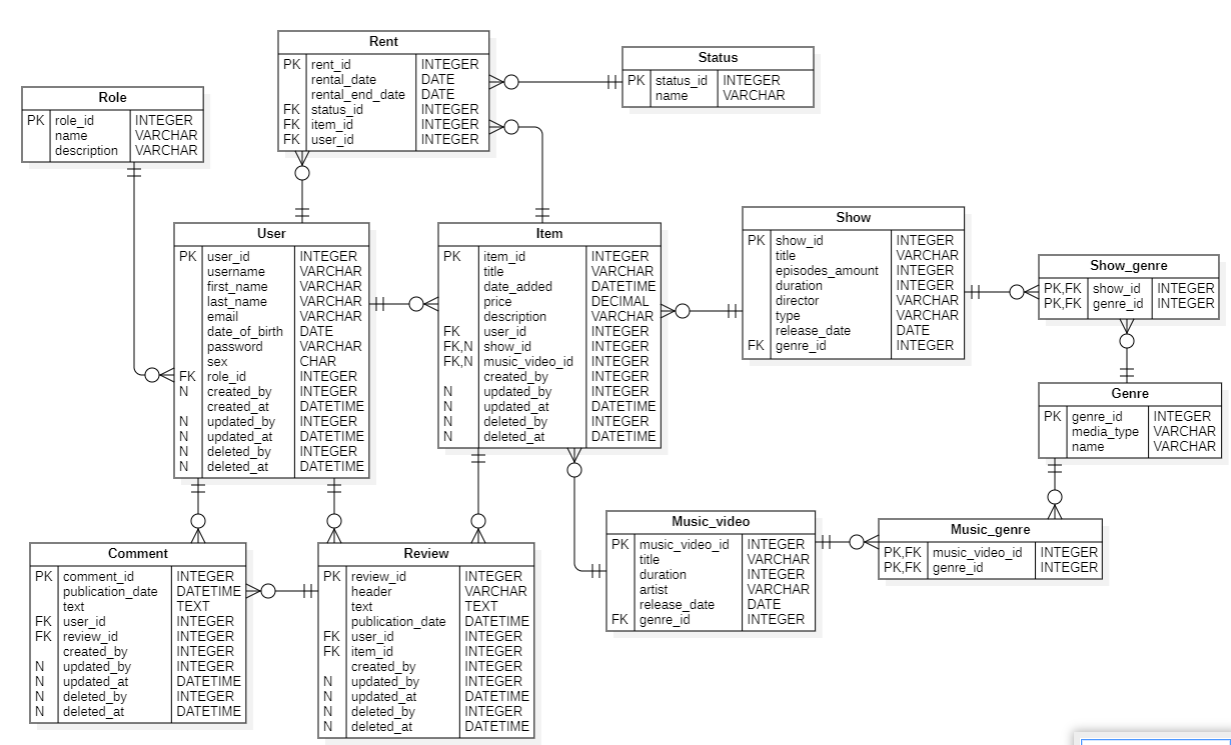 Rent
PK rent_id INTEGER
rental_date DATE
rental_end_date DATE
FK status_id INTEGER
FK item_id INTEGER
FK user_id INTEGER
Status
PK status_id INTEGER
name VARCHAR
Role
PK role_id INTEGER
name VARCHAR
description VARCHAR
User
PK user_id INTEGER
username VARCHAR
first_name VARCHAR
last_name VARCHAR
email VARCHAR
date_of_birth DATE
password VARCHAR
sex CHAR
FK role_id INTEGER
N created_by INTEGER
created_at DATETIME
N updated_by INTEGER
N updated_at DATETIME
N deleted_by INTEGER
N deleted_at DATETIME
Item
PK item_id INTEGER
title VARCHAR
date_added DATETIME
price DECIMAL
description VARCHAR
FK user_id INTEGER
FK,N show_id INTEGER
FK,N music_video_id INTEGER
created_by INTEGER
N updated_by INTEGER
N updated_at DATETIME
N deleted_by INTEGER
N deleted_at DATETIME
Show
PK show_id INTEGER
title VARCHAR
episodes_amount INTEGER
duration INTEGER
director VARCHAR
type VARCHAR
release_date DATE
FK genre_id INTEGER
Show_genre
PK,FK show_id INTEGER
PK,FK genre_id INTEGER
Genre
PK genre_id INTEGER
media_type VARCHAR
name VARCHAR
Comment
PK comment_id INTEGER
publication_date DATETIME
text TEXT
FK user_id INTEGER
FK review_id INTEGER
created_by INTEGER
N updated_by INTEGER
N updated_at DATETIME
N deleted_by INTEGER
N deleted_at DATETIME
Review
PK review_id INTEGER
header VARCHAR
text TEXT
publication_date DATETIME
FK user_id INTEGER
FK item_id INTEGER
created_by INTEGER
N updated_by INTEGER
N updated_at DATETIME
N deleted_by INTEGER
N deleted_at DATETIME
Music_video
PK music_video_id INTEGER
title VARCHAR
duration INTEGER
artist VARCHAR
release_date DATE
FK genre_id INTEGER
Music_genre
PK,FK music_video_id INTEGER
PK,FK genre_id INTEGER